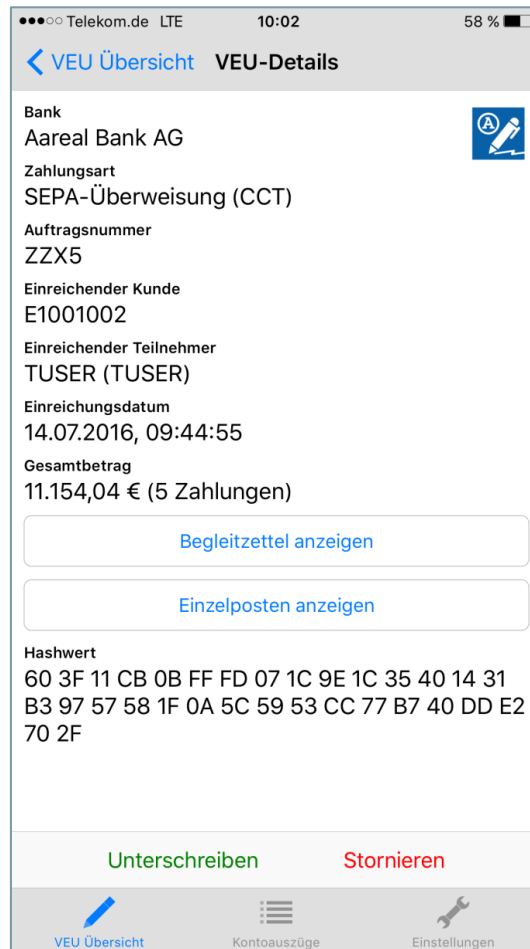 Telekom.de LTE 10:02 58 %
VEU Übersicht VEU-Details
Bank
Aareal Bank AG
A
Zahlungsart
SEPA-Überweisung (CCT)
Auftragsnummer
ZZX5
Einreichender Kunde
E1001002
Einreichender Teilnehmer
TUSER (TUSER)
Einreichungsdatum
14.07.2016, 09:44:55
Gesamtbetrag
11.154,04 € (5 Zahlungen)
Begleitzettel anzeigen
Einzelposten anzeigen
Hashwert
60 3F 11 CB 0B FF FD 07 1C 9E 1C 35 40 14 31
B3 97 57 58 1F 0A 5C 59 53 CC 77 B7 40 DD E2
70 2F
Unterschreiben Stornieren
VEU Übersicht Kontoauszüge Einstellungen